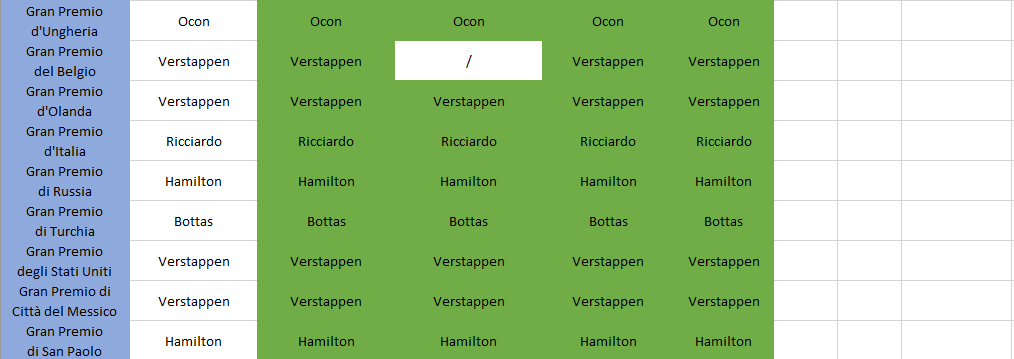 Gran Premio
d'Ungheria
Ocon Ocon Ocon Ocon Ocon
Gran Premio
del Belgio
Verstappen Verstappen / Verstappen Verstappen
Gran Premio
d'Olanda
Verstappen Verstappen Verstappen Verstappen Verstappen
Gran Premio
d'Italia
Ricciardo Ricciardo Ricciardo Ricciardo Ricciardo
Gran Premio
di Russia
Hamilton Hamilton Hamilton Hamilton Hamilton
Gran Premio
di Turchia
Bottas Bottas Bottas Bottas Bottas
Gran Premio
degli Stati Uniti
Verstappen Verstappen Verstappen Verstappen Verstappen
Gran Premio di
Città del Messico
Verstappen Verstappen Verstappen Verstappen Verstappen
Gran Premio
di San Paolo
Hamilton Hamilton Hamilton Hamilton Hamilton